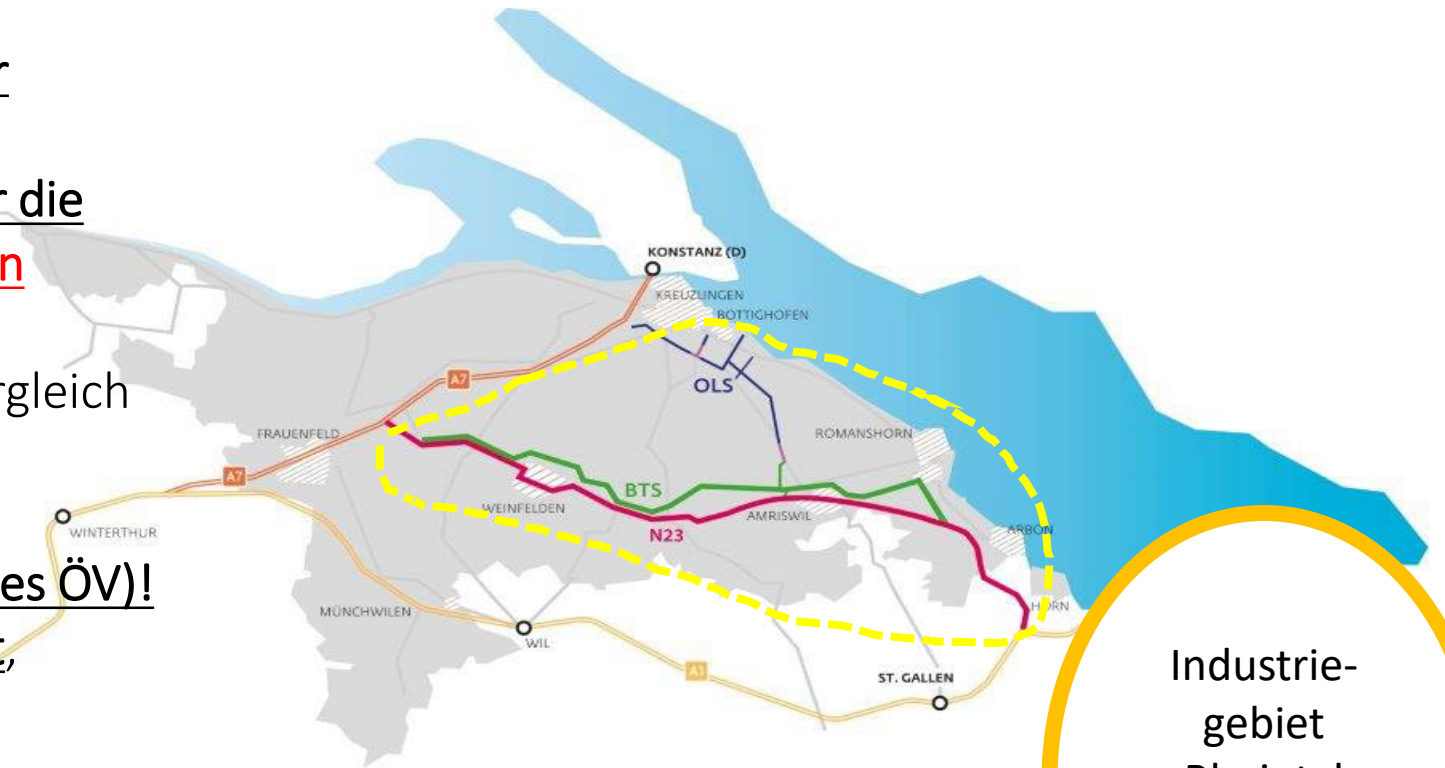 r
r die
n
rgleich
es ÖV)!
t,
KONSTANZ (D)
KREUZLINGEN
BOTTIGHOFEN
A7
OLS
FRAUENFELD
ROMANSHORN
A7
BTS
WEINFELDEN
AMRISWIL
N23
WINTERTHUR
ARBON
MÜNCHWILEN
HORN
WIL
A1
ST. GALLEN
Industrie-
gebiet